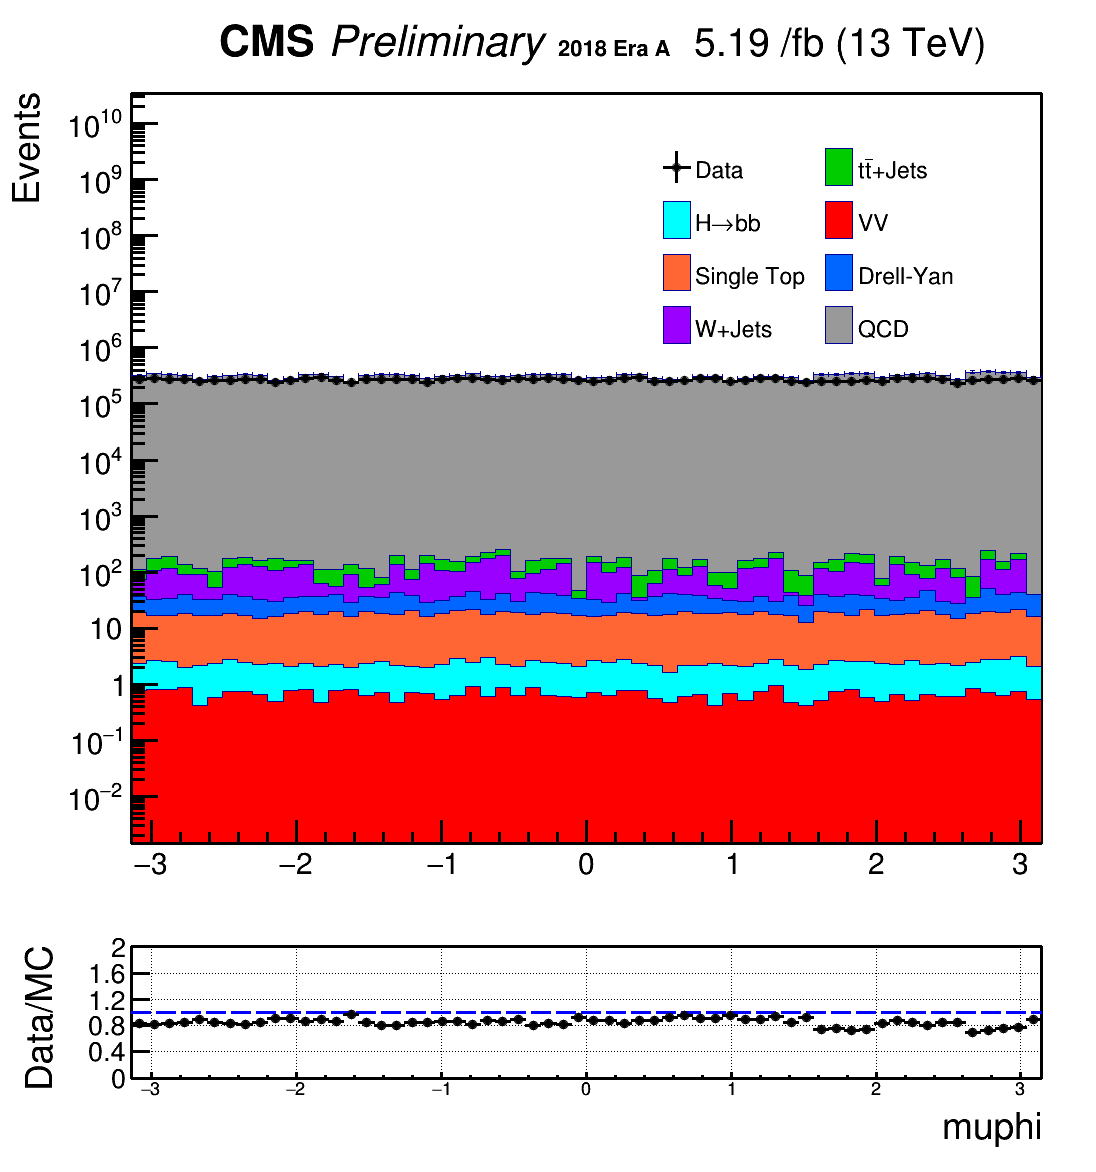 CMS Preliminary 2018 Era A 5.19 /fb (13 TeV)
Events
10^10
10^9
10^8
10^7
10^6
10^5
10^4
10^3
10^2
10
1
10^−1
10^−2
Data
tt̄+Jets
H→bb
VV
Single Top
Drell-Yan
W+Jets
QCD
−3 −2 −1 0 1 2 3
Data/MC
2
1.6
1.2
0.8
0.4
0
−3 −2 −1 0 1 2 3
muphi